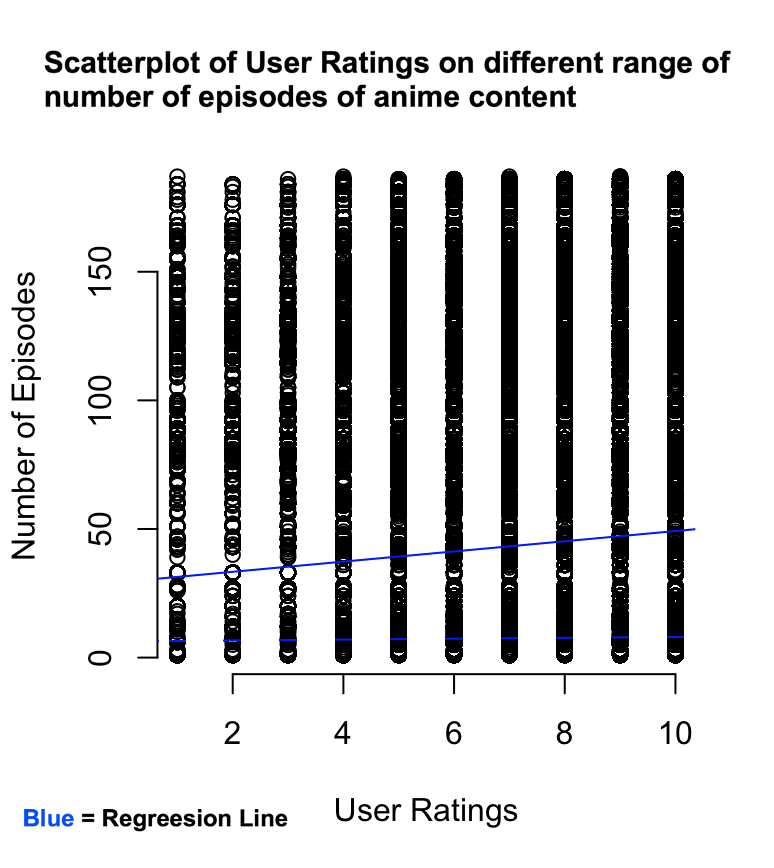 Scatterplot of User Ratings on different range of
number of episodes of anime content
Number of Episodes
150
100
50
0
2 4 6 8 10
User Ratings
Blue = Regreesion Line